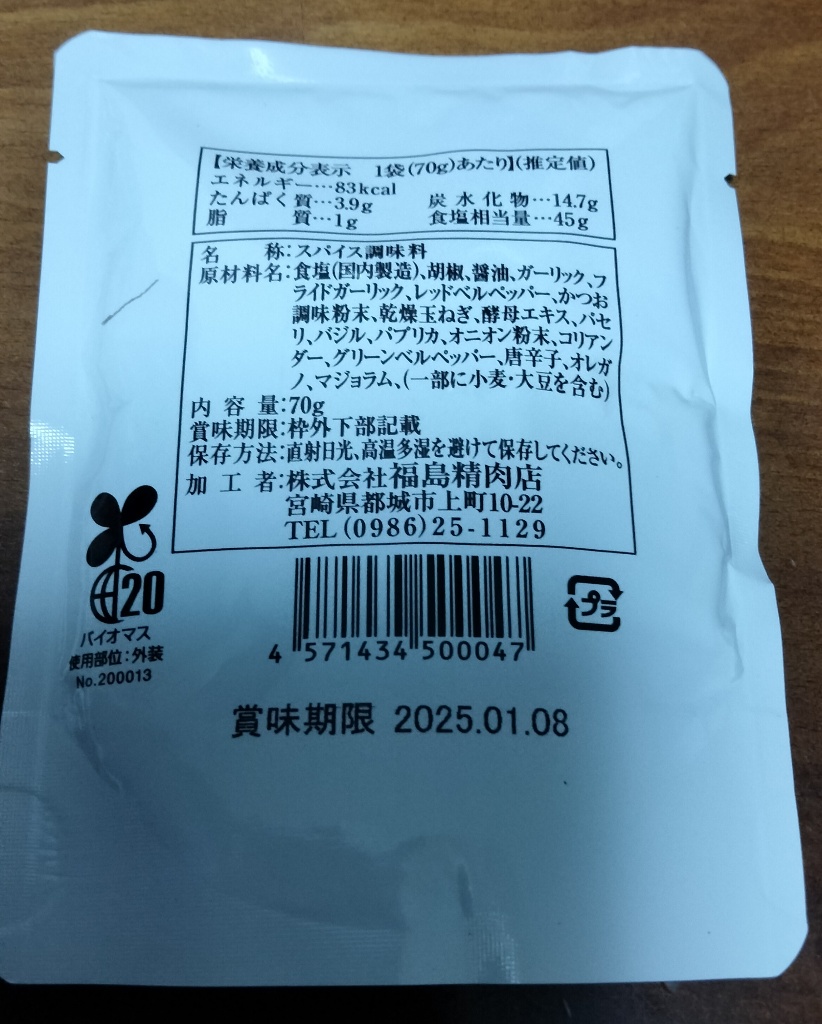 【栄養成分表示 1袋(70g)あたり】(推定値)
エネルギー…83kcal
たんぱく質…3.9g 炭水化物…14.7g
脂 質…1g 食塩相当量…45g
名 称:スパイス調味料
原材料名:食塩(国内製造)、胡椒、醤油、ガーリック、フ
ライドガーリック、レッドベルペッパー、かつお
調味粉末、乾燥玉ねぎ、酵母エキス、パセ
リ、バジル、パプリカ、オニオン粉末、コリアン
ダー、グリーンベルペッパー、唐辛子、オレガ
ノ、マジョラム、(一部に小麦・大豆を含む)
内容量:70g
賞味期限:枠外下部記載
保存方法:直射日光、高温多湿を避けて保存してください。
加工者:株式会社福島精肉店
宮崎県都城市上町10-22
TEL(0986)25-1129
20
バイオマス
使用部位:外装
No.200013
プラ
4 571434 500047
賞味期限 2025.01.08